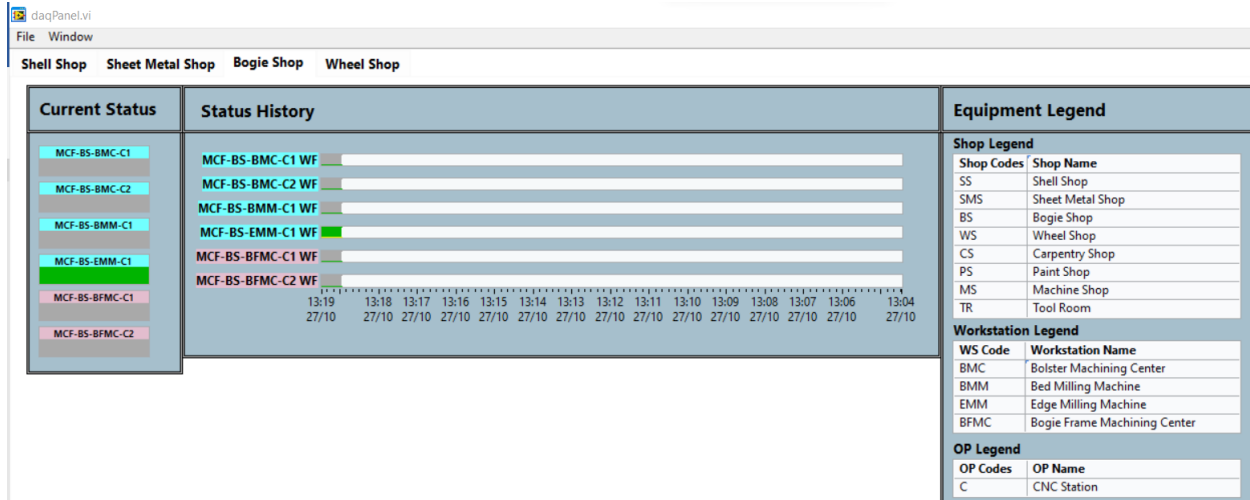 daqPanel.vi
File Window
Shell Shop Sheet Metal Shop Bogie Shop Wheel Shop
Current Status
MCF-BS-BMC-C1
MCF-BS-BMC-C2
MCF-BS-BMM-C1
MCF-BS-EMM-C1
MCF-BS-BFMC-C1
MCF-BS-BFMC-C2
Status History
MCF-BS-BMC-C1 WF
MCF-BS-BMC-C2 WF
MCF-BS-BMM-C1 WF
MCF-BS-EMM-C1 WF
MCF-BS-BFMC-C1 WF
MCF-BS-BFMC-C2 WF
13:19 13:18 13:17 13:16 13:15 13:14 13:13 13:12 13:11 13:10 13:09 13:08 13:07 13:06 13:04
27/10 27/10 27/10 27/10 27/10 27/10 27/10 27/10 27/10 27/10 27/10 27/10 27/10 27/10 27/10
Equipment Legend
Shop Legend
Shop Codes Shop Name
SS Shell Shop
SMS Sheet Metal Shop
BS Bogie Shop
WS Wheel Shop
CS Carpentry Shop
PS Paint Shop
MS Machine Shop
TR Tool Room
Workstation Legend
WS Code Workstation Name
BMC Bolster Machining Center
BMM Bed Milling Machine
EMM Edge Milling Machine
BFMC Bogie Frame Machining Center
OP Legend
OP Codes OP Name
C CNC Station